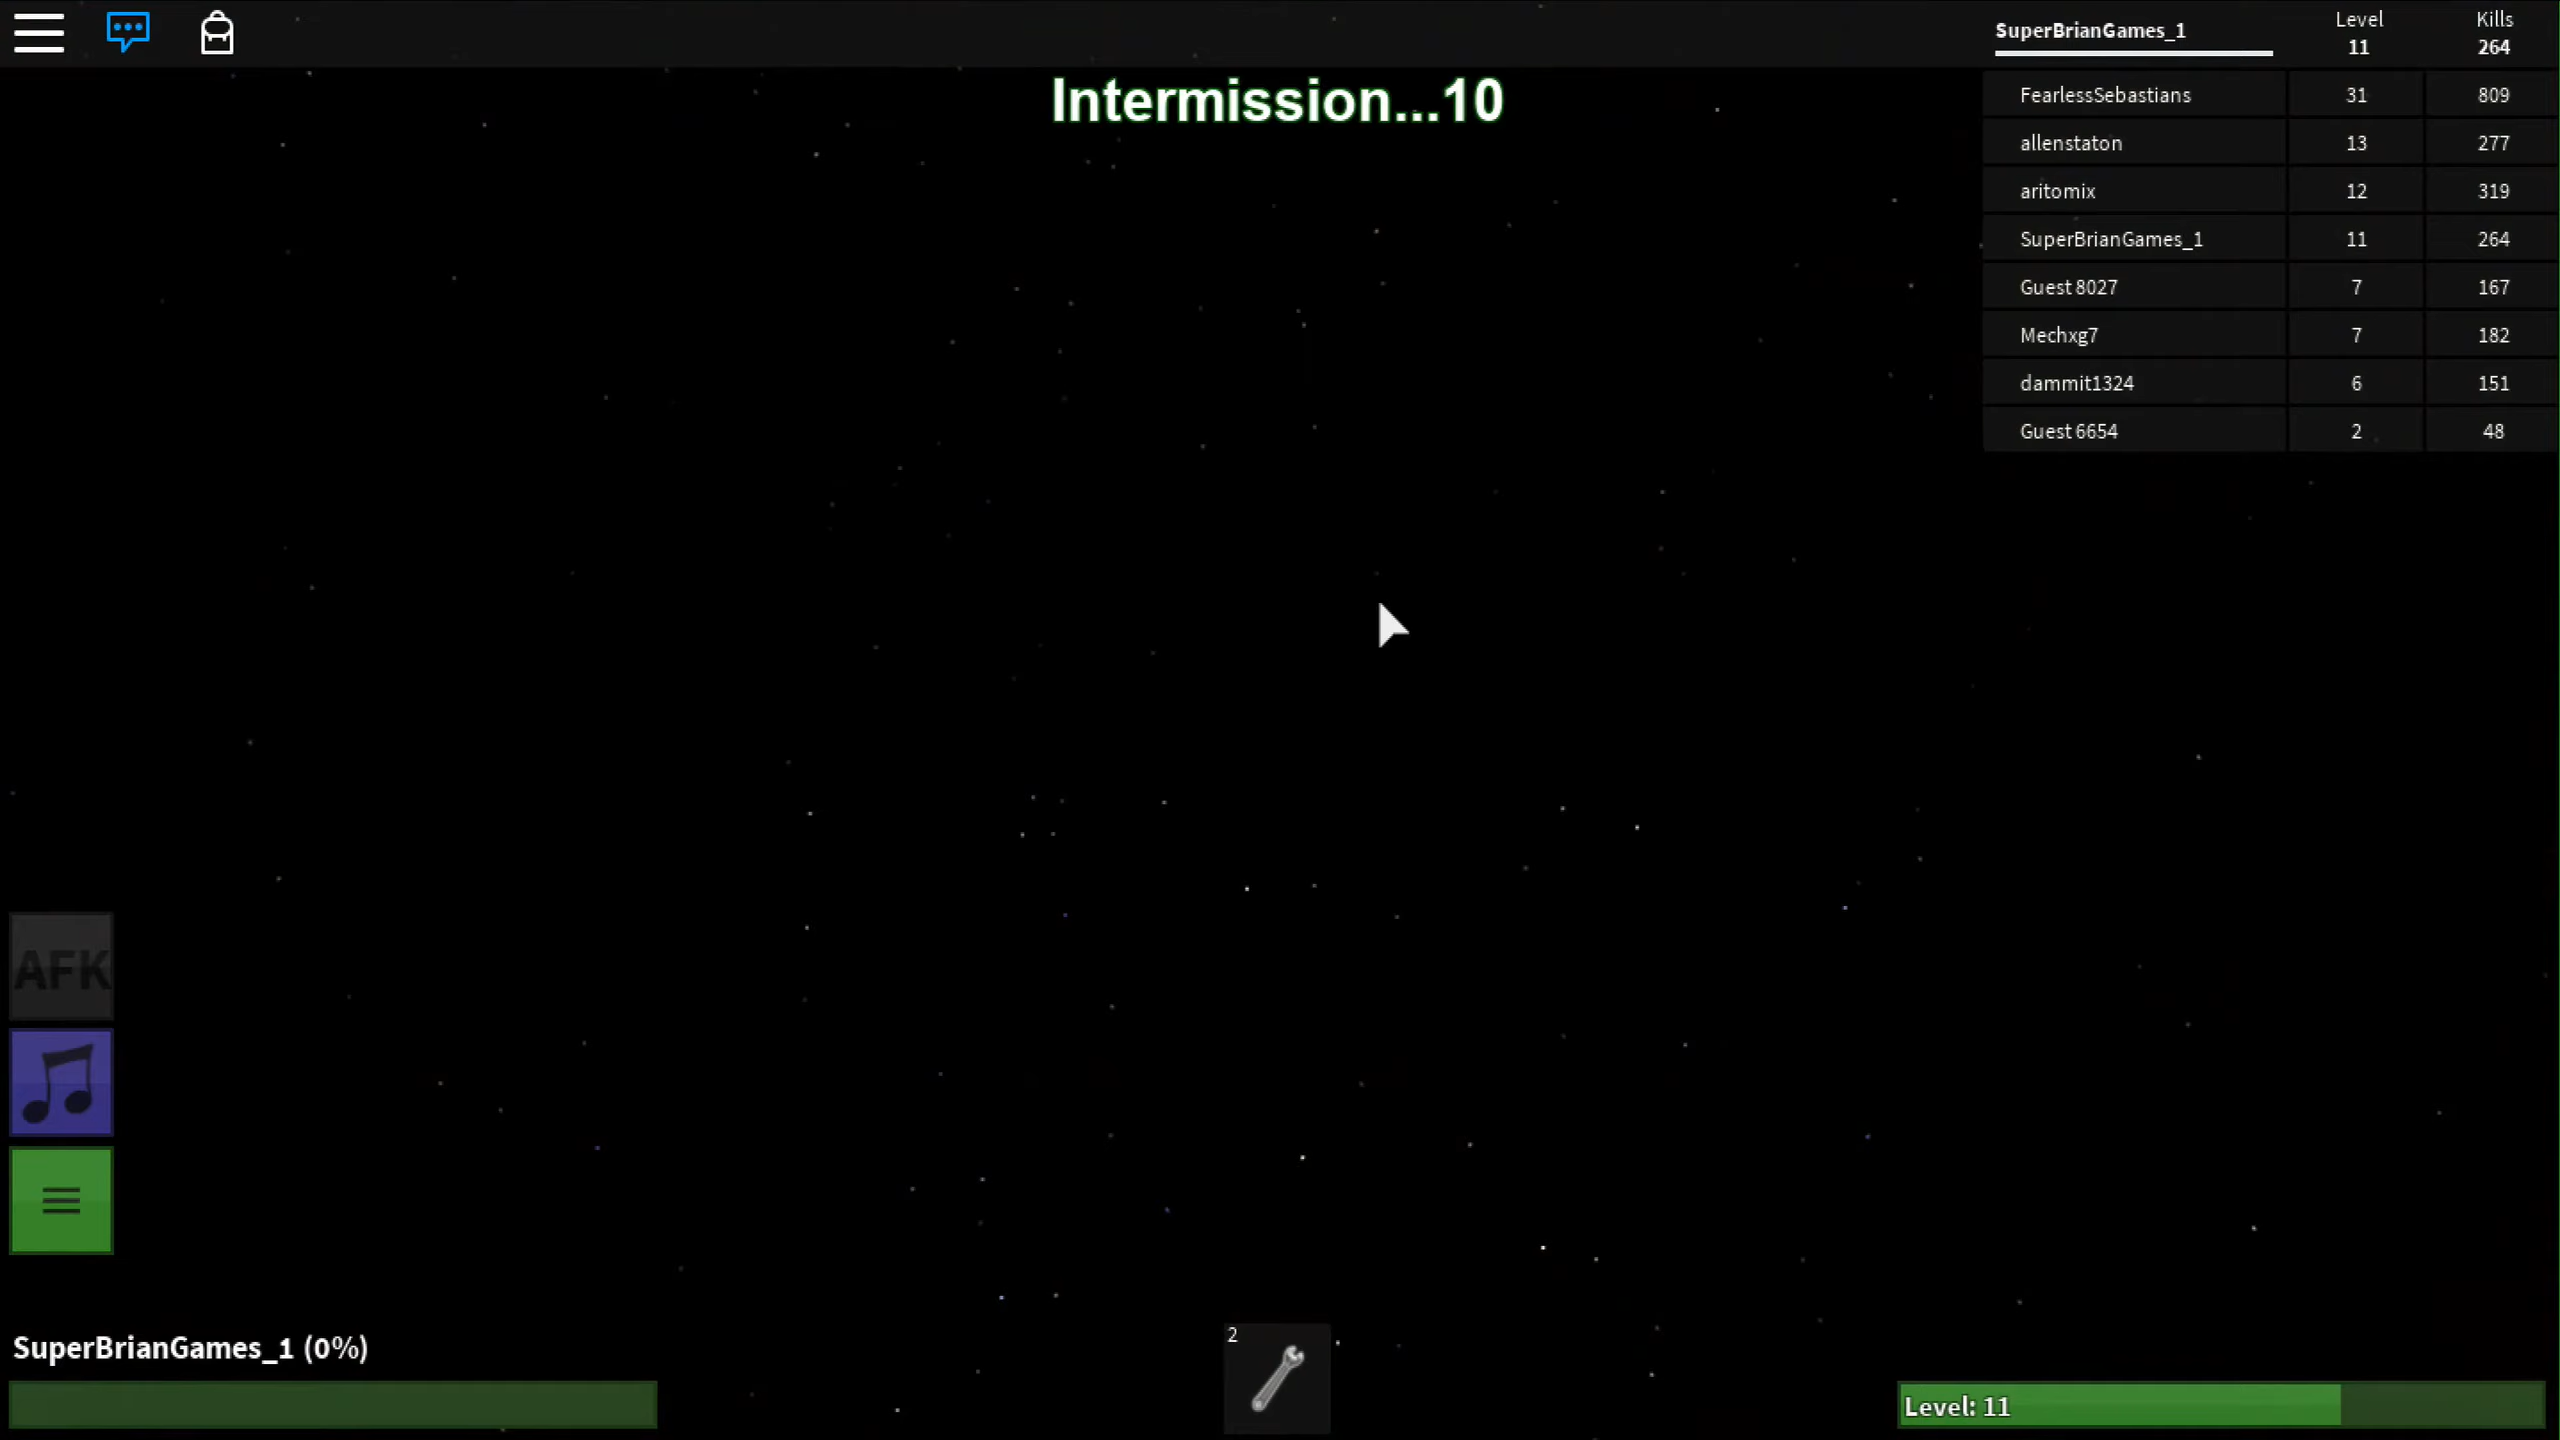 SuperBrianGames_1 Level 11 Kills 264
Intermission...10
FearlessSebastians 31 809
allenstaton 13 277
aritomix 12 319
SuperBrianGames_1 11 264
Guest 8027 7 167
Mechxg7 7 182
dammit1324 6 151
Guest 6654 2 48
AFK
SuperBrianGames_1 (0%)
2
Level: 11